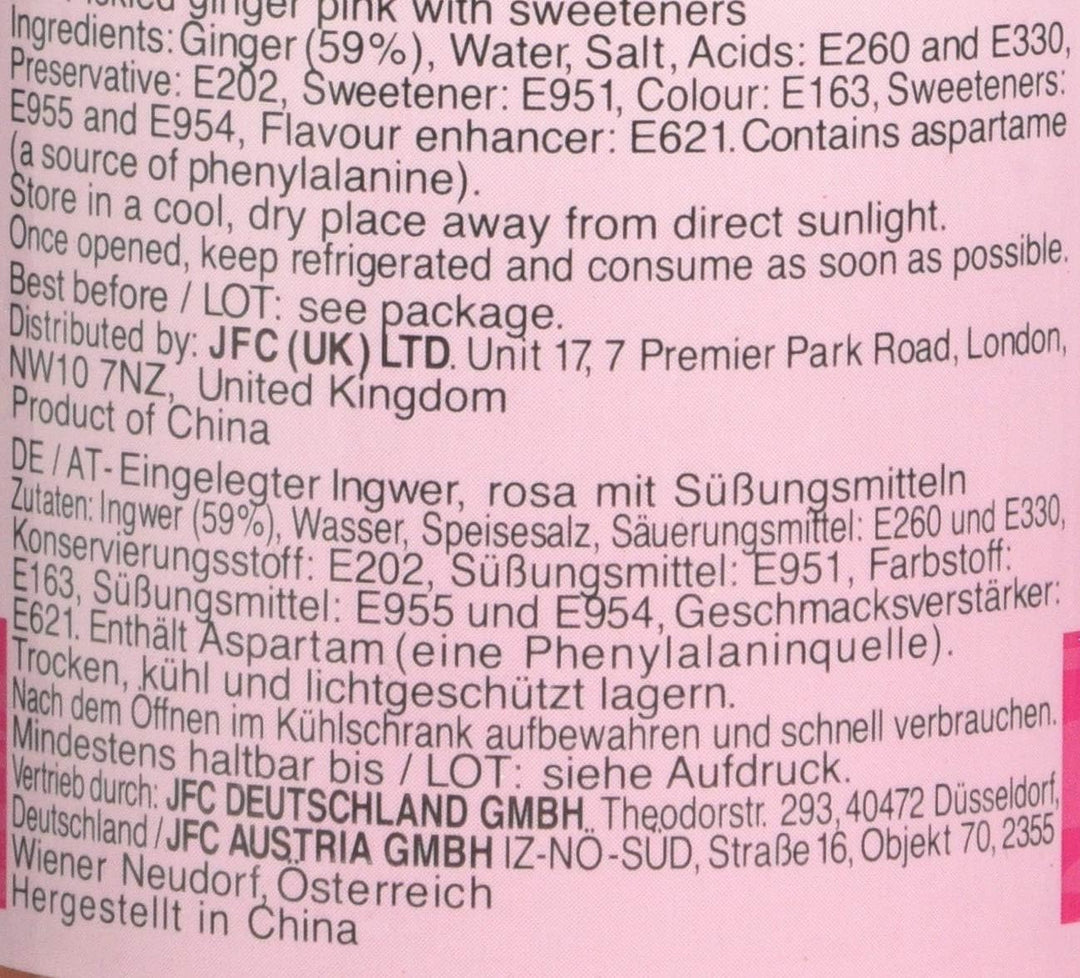 ginger pink with sweeteners
Ingredients: Ginger (59%), Water, Salt, Acids: E260 and E330,
Preservative: E202, Sweetener: E951, Colour: E163, Sweeteners:
E955 and E954, Flavour enhancer: E621. Contains aspartame
(a source of phenylalanine).
Store in a cool, dry place away from direct sunlight.
Once opened, keep refrigerated and consume as soon as possible.
Best before / LOT: see package.
Distributed by: JFC (UK) LTD. Unit 17, 7 Premier Park Road, London,
NW10 7NZ, United Kingdom
Product of China
DE / AT- Eingelegter Ingwer, rosa mit Süßungsmitteln
Zutaten: Ingwer (59%), Wasser, Speisesalz, Säuerungsmittel: E260 und E330,
Konservierungsstoff: E202, Süßungsmittel: E951, Farbstoff:
E163, Süßungsmittel: E955 und E954, Geschmacksverstärker:
E621. Enthält Aspartam (eine Phenylalaninquelle).
Trocken, kühl und lichtgeschützt lagern.
Nach dem Öffnen im Kühlschrank aufbewahren und schnell verbrauchen.
Mindestens haltbar bis / LOT: siehe Aufdruck.
Vertrieb durch: JFC DEUTSCHLAND GMBH, Theodorstr. 293, 40472 Düsseldorf,
Deutschland / JFC AUSTRIA GMBH IZ-NÖ-SÜD, Straße 16, Objekt 70, 2355
Wiener Neudorf, Österreich
Hergestellt in China